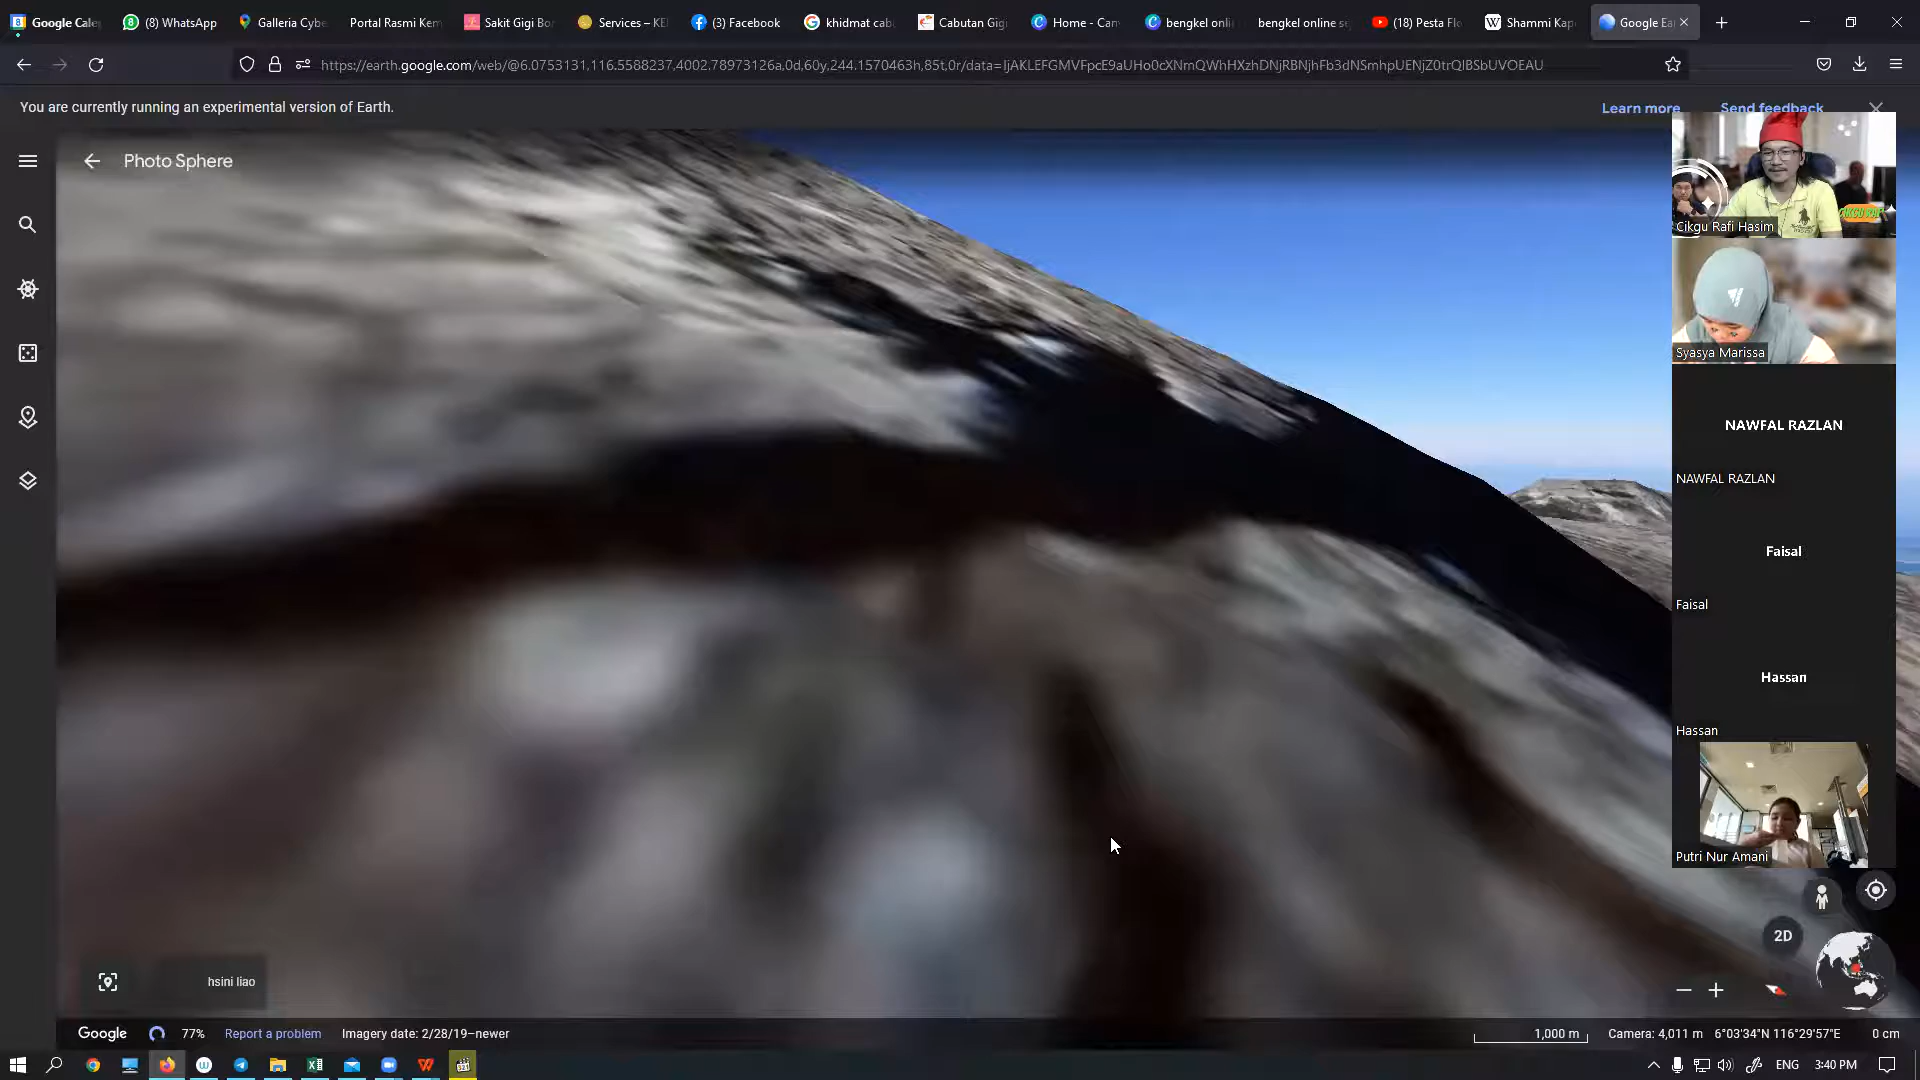 Google Cale
(8) WhatsApp
Galleria Cybe
Portal Rasmi Kem
Sakit Gigi Bo
Services – KE
(3) Facebook
khidmat cab
Cabutan Gigi
Home - Can
bengkel onli
bengkel online se
(18) Pesta Flo
Shammi Kap
Google Ea
https://earth.google.com/web/@6.0753131,116.5588237,4002.78973126a,0d,60y,244.1570463h,85t,0r/data=
You are currently running an experimental version of Earth.
Learn more
Send feedback
Photo Sphere
Cikgu Rafi Hasim
Syasya Marissa
NAWFAL RAZLAN
NAWFAL RAZLAN
Faisal
Faisal
Hassan
Hassan
Putri Nur Amani
2D
hsini liao
Google
77%
Report a problem
Imagery date: 2/28/19–newer
1,000 m
Camera: 4,011 m
6°03'34"N 116°29'57"E
0 cm
ENG
3:40 PM